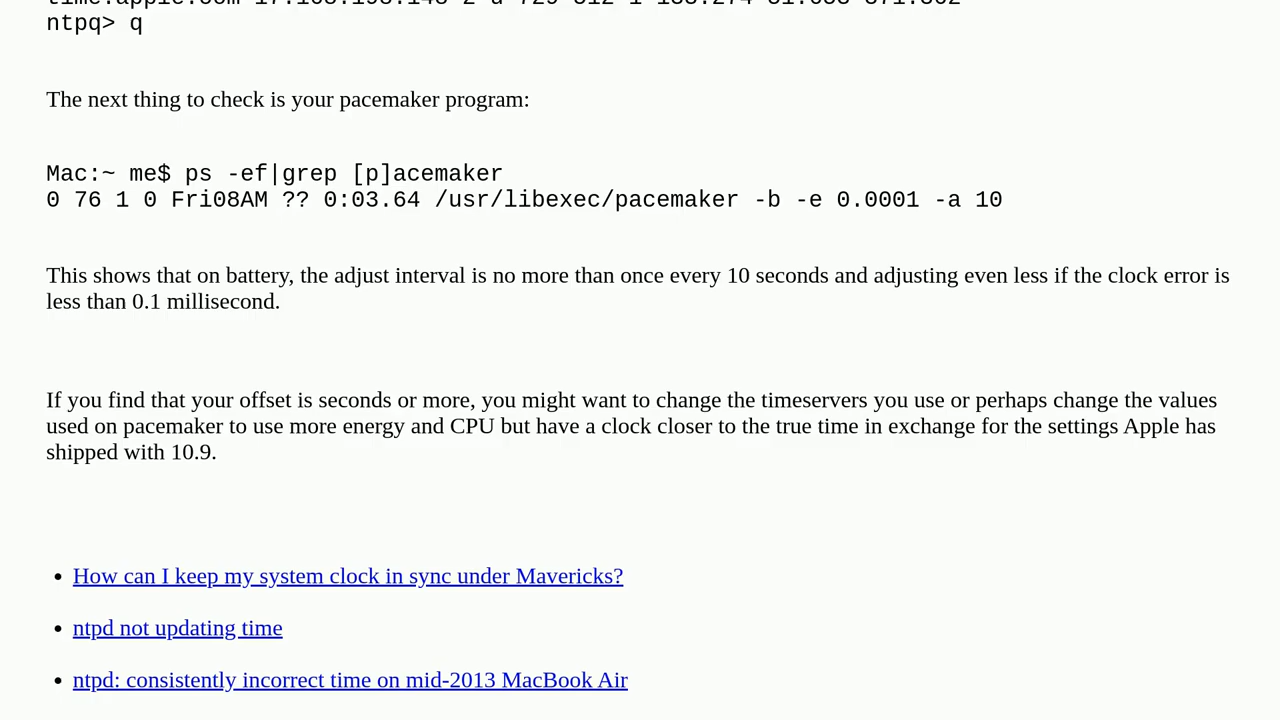 ntpq> q
The next thing to check is your pacemaker program:
Mac:~ me$ ps -ef|grep [p]acemaker
0 76 1 0 Fri08AM ?? 0:03.64 /usr/libexec/pacemaker -b -e 0.0001 -a 10
This shows that on battery, the adjust interval is no more than once every 10 seconds and adjusting even less if the clock error is
less than 0.1 millisecond.
If you find that your offset is seconds or more, you might want to change the timeservers you use or perhaps change the values
used on pacemaker to use more energy and CPU but have a clock closer to the true time in exchange for the settings Apple has
shipped with 10.9.
• How can I keep my system clock in sync under Mavericks?
• ntpd not updating time
• ntpd: consistently incorrect time on mid-2013 MacBook Air